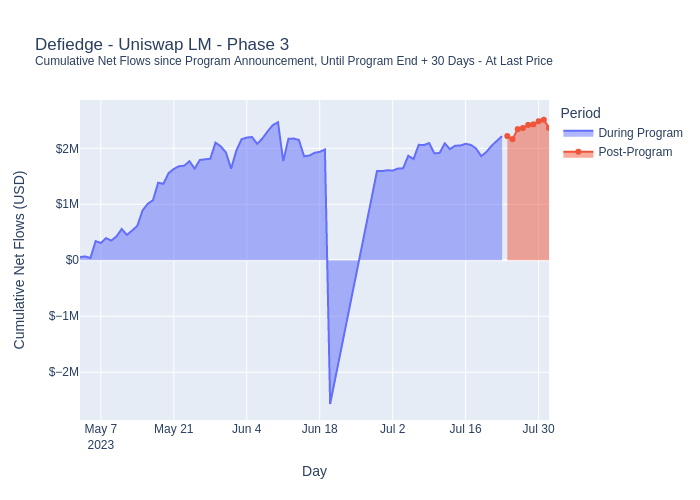 Defiedge - Uniswap LM - Phase 3
Cumulative Net Flows since Program Announcement, Until Program End + 30 Days - At Last Price
Period
During Program
Post-Program
Cumulative Net Flows (USD)
$2M
$1M
$0
$−1M
$−2M
May 7
2023
May 21
Jun 4
Jun 18
Jul 2
Jul 16
Jul 30
Day